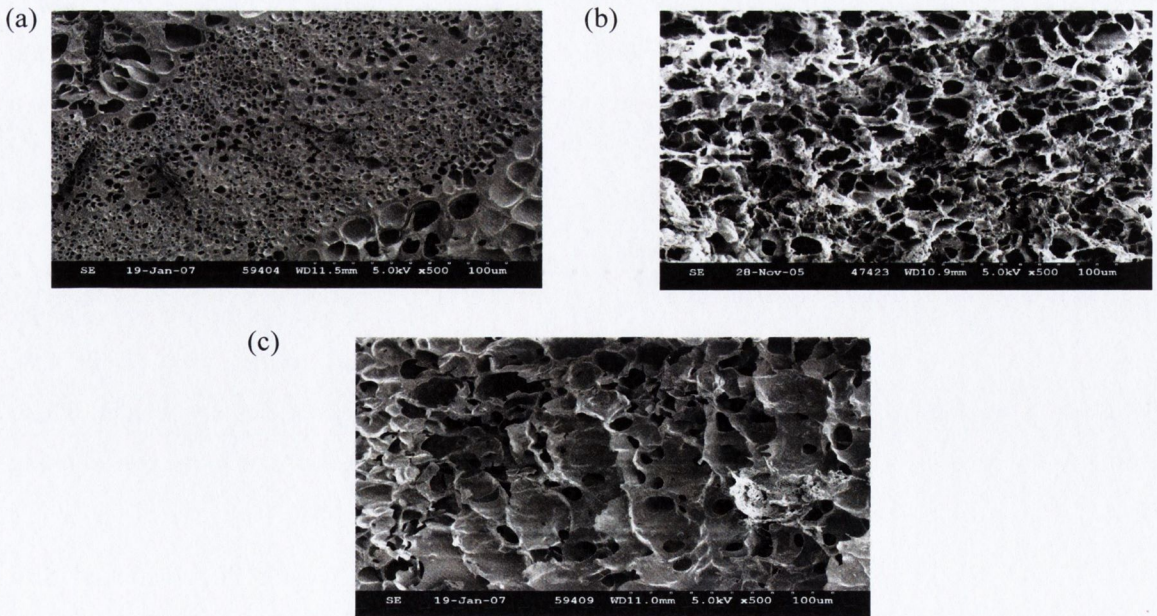 (a)
SE 19-Jan-07 59404 WD11.5mm 5.0kV x500 100um
(b)
SE 28-Nov-05 47423 WD10.9mm 5.0kV x500 100um
(c)
SE 19-Jan-07 59409 WD11.0mm 5.0kV x500 100um